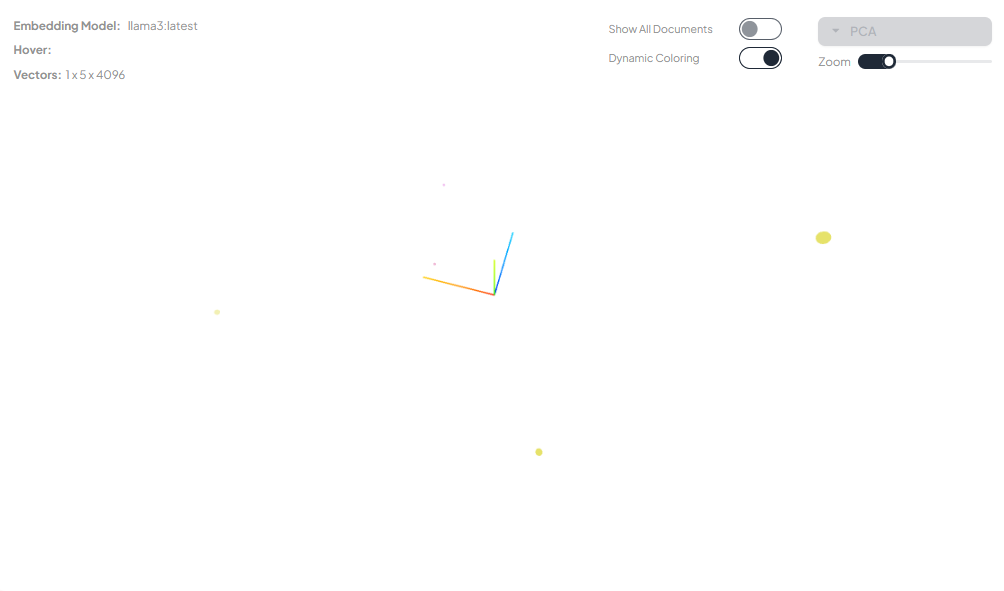 Embedding Model: llama3:latest
Hover:
Vectors: 1 x 5 x 4096
Show All Documents
Dynamic Coloring
PCA
Zoom